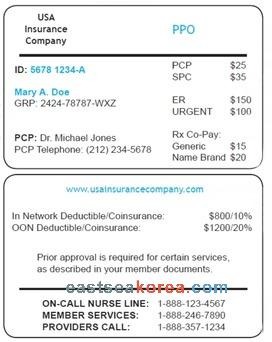 USA
Insurance
Company
PPO
ID: 5678 1234-A
PCP $25
SPC $35
Mary A. Doe
GRP: 2424-78787-WXZ
ER $150
URGENT $100
PCP: Dr. Michael Jones
PCP Telephone: (212) 234-5678
Rx Co-Pay:
Generic $15
Name Brand $20
www.usainsurancecompany.com
In Network Deductible/Coinsurance: $800/10%
OON Deductible/Coinsurance: $1200/20%
Prior approval is required for certain services,
as described in your member documents.
eastseakorea.com
ON-CALL NURSE LINE: 1-888-123-4567
MEMBER SERVICES: 1-888-246-7890
PROVIDERS CALL: 1-888-357-1234